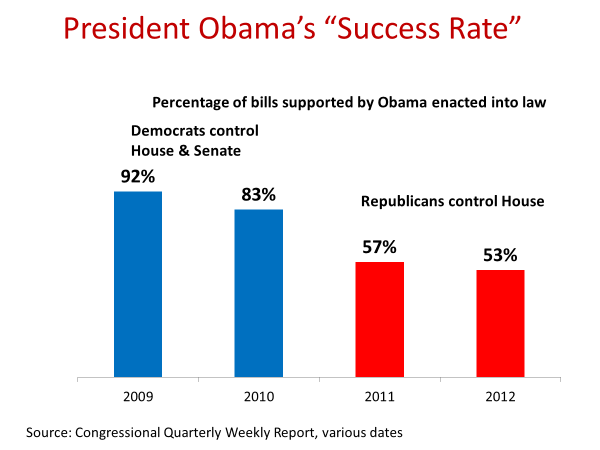 President Obama’s “Success Rate”
Percentage of bills supported by Obama enacted into law
Democrats control
House & Senate
92%
83%
Republicans control House
57%
53%
2009
2010
2011
2012
Source: Congressional Quarterly Weekly Report, various dates